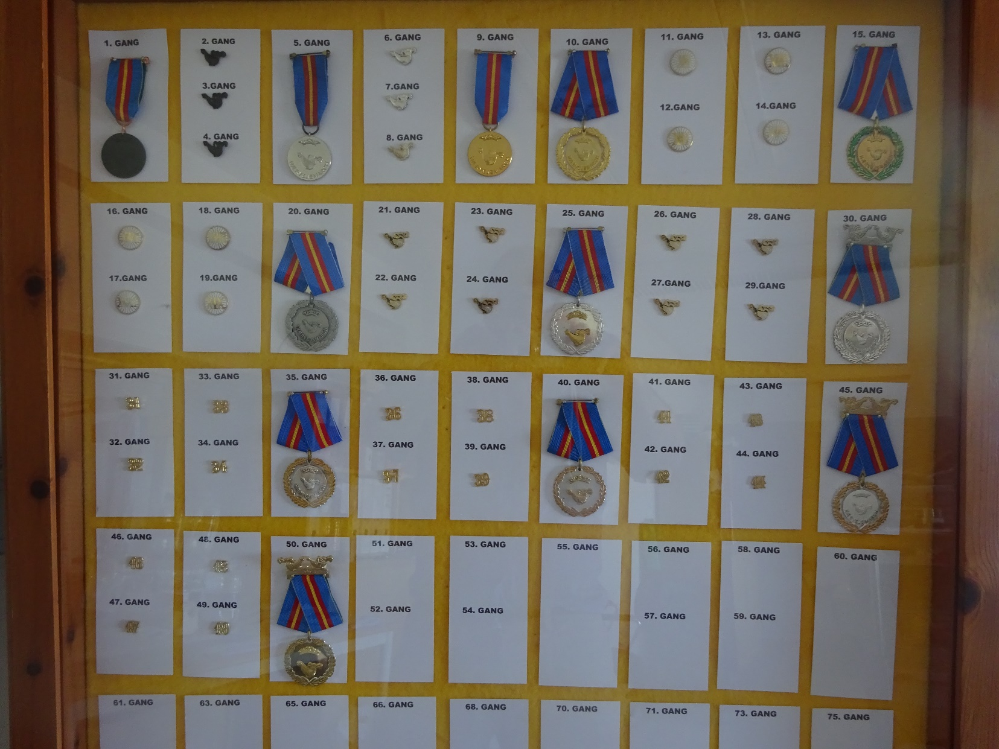 1. GANG
2. GANG
3.GANG
4. GANG
5. GANG
6. GANG
7.GANG
8. GANG
9. GANG
10. GANG
11. GANG
12.GANG
13. GANG
14.GANG
15. GANG
16. GANG
17.GANG
18. GANG
19.GANG
20. GANG
21. GANG
22. GANG
23. GANG
24. GANG
25. GANG
26. GANG
27.GANG
28. GANG
29.GANG
30. GANG
31. GANG
31
32. GANG
32
33. GANG
33
34. GANG
34
35. GANG
36. GANG
36
37. GANG
37
38. GANG
38
39. GANG
39
40. GANG
41. GANG
41
42. GANG
42
43. GANG
43
44. GANG
44
45. GANG
46. GANG
46
47. GANG
47
48. GANG
48
49. GANG
49
50. GANG
51. GANG
52. GANG
53. GANG
54. GANG
55. GANG
56. GANG
57. GANG
58. GANG
59. GANG
60. GANG
61. GANG
63. GANG
65. GANG
66. GANG
68. GANG
70. GANG
71. GANG
73. GANG
75. GANG